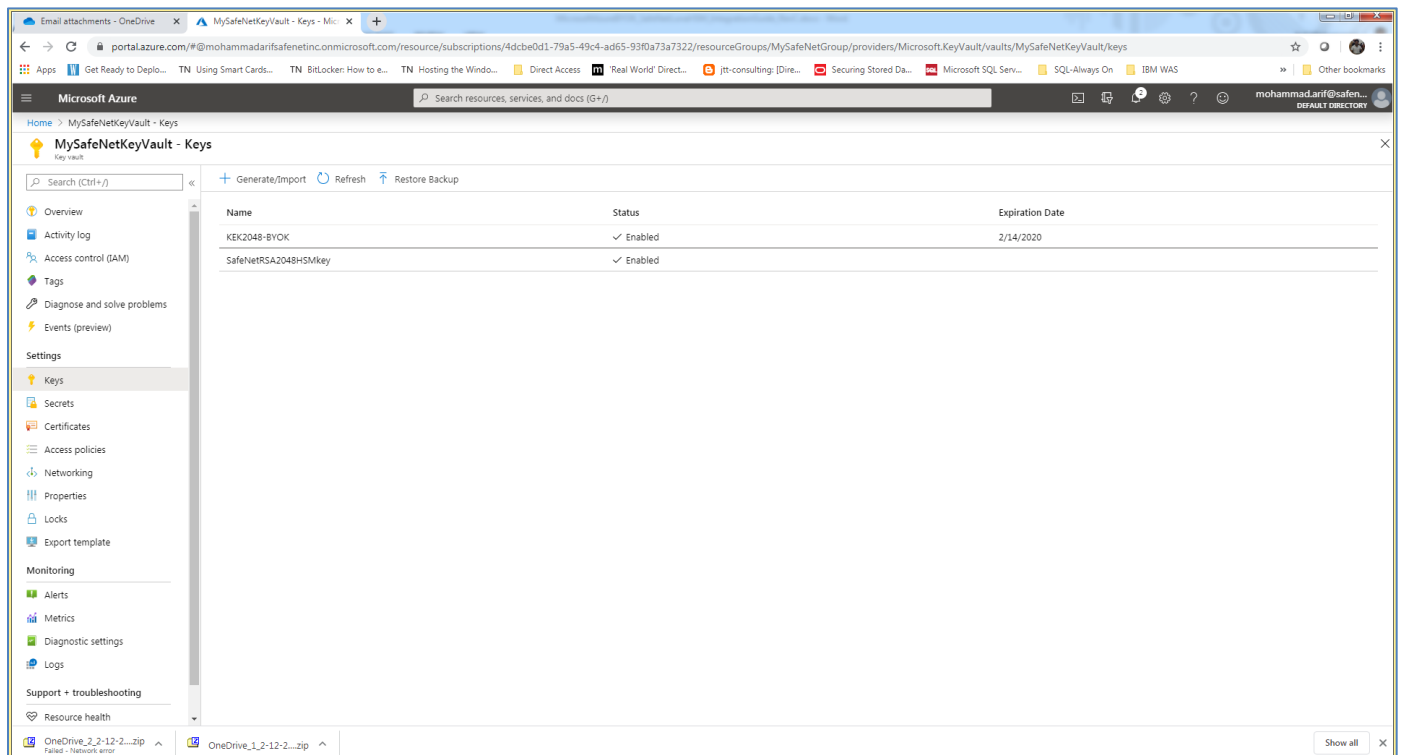 Email attachments - OneDrive
MySafeNetKeyVault - Keys - Mic
portal.azure.com/#@mohammadarifsafenetinc.onmicrosoft.com/resource/subscriptions/4dcbe0d1-79a5-49c4-ad65-93f0a73a7322/resourceGroups/MySafeNetGroup/providers/Microsoft.KeyVault/vaults/MySafeNetKeyVault/keys
Apps Get Ready to Deplo... TN Using Smart Cards... TN BitLocker: How to e... TN Hosting the Windo... Direct Access m 'Real World' Direct... jtt-consulting: [Dire... Securing Stored Da... Microsoft SQL Serv... SQL-Always On IBM WAS » Other bookmarks
Microsoft Azure
Search resources, services, and docs (G+/)
2
mohammad.arif@safen...
DEFAULT DIRECTORY
Home > MySafeNetKeyVault - Keys
MySafeNetKeyVault - Keys
Key vault
Search (Ctrl+/) «
Generate/Import Refresh Restore Backup
Name Status Expiration Date
KEK2048-BYOK Enabled 2/14/2020
SafeNetRSA2048HSMkey Enabled
Overview
Activity log
Access control (IAM)
Tags
Diagnose and solve problems
Events (preview)
Settings
Keys
Secrets
Certificates
Access policies
Networking
Properties
Locks
Export template
Monitoring
Alerts
Metrics
Diagnostic settings
Logs
Support + troubleshooting
Resource health
OneDrive_2_2-12-2....zip
Failed - Network error
OneDrive_1_2-12-2....zip
Show all